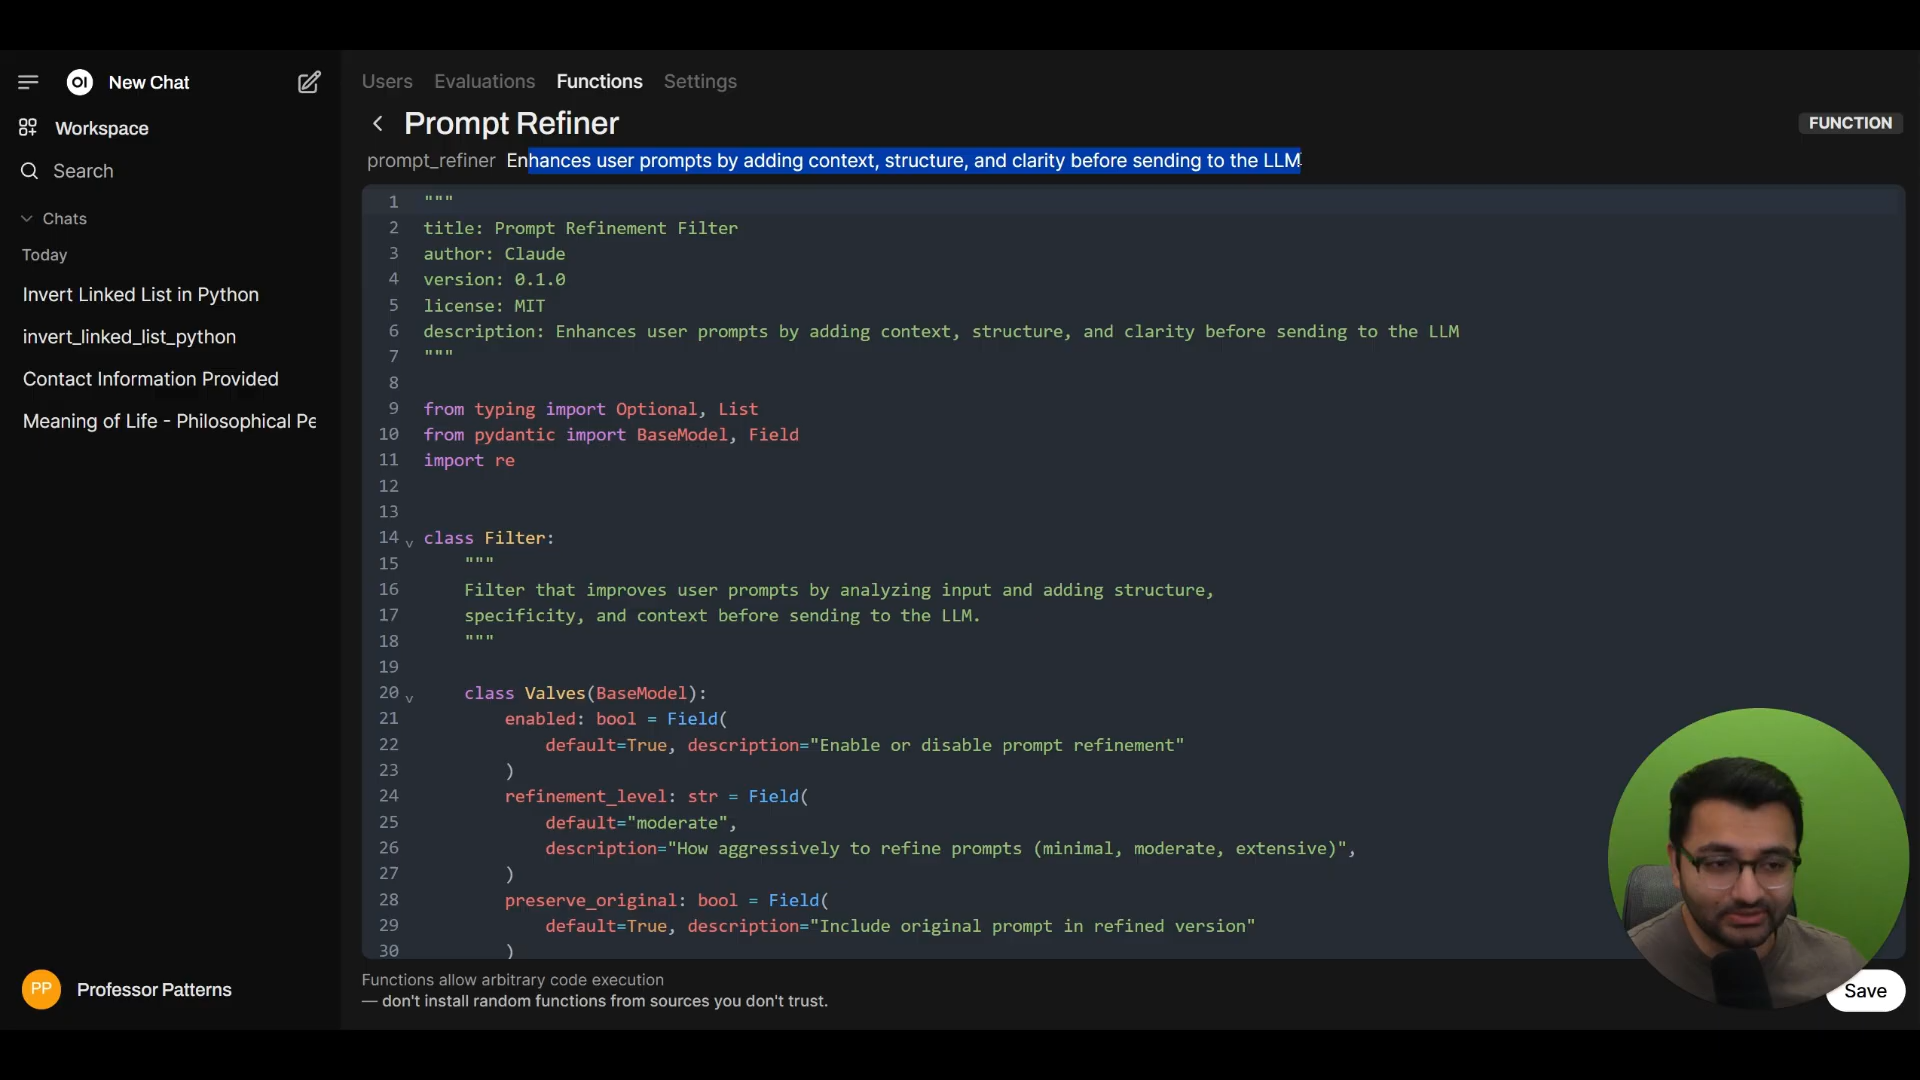 OI New Chat
Workspace
Search
Chats
Today
Invert Linked List in Python
invert_linked_list_python
Contact Information Provided
Meaning of Life - Philosophical Pe
PP Professor Patterns
Users Evaluations Functions Settings
Prompt Refiner
FUNCTION
prompt_refiner Enhances user prompts by adding context, structure, and clarity before sending to the LLM
1 """
2 title: Prompt Refinement Filter
3 author: Claude
4 version: 0.1.0
5 license: MIT
6 description: Enhances user prompts by adding context, structure, and clarity before sending to the LLM
7 """
8
9 from typing import Optional, List
10 from pydantic import BaseModel, Field
11 import re
12
13
14 class Filter:
15 """
16 Filter that improves user prompts by analyzing input and adding structure,
17 specificity, and context before sending to the LLM.
18 """
19
20 class Valves(BaseModel):
21 enabled: bool = Field(
22 default=True, description="Enable or disable prompt refinement"
23 )
24 refinement_level: str = Field(
25 default="moderate",
26 description="How aggressively to refine prompts (minimal, moderate, extensive)",
27 )
28 preserve_original: bool = Field(
29 default=True, description="Include original prompt in refined version"
30 )
Functions allow arbitrary code execution
— don't install random functions from sources you don't trust.
Save